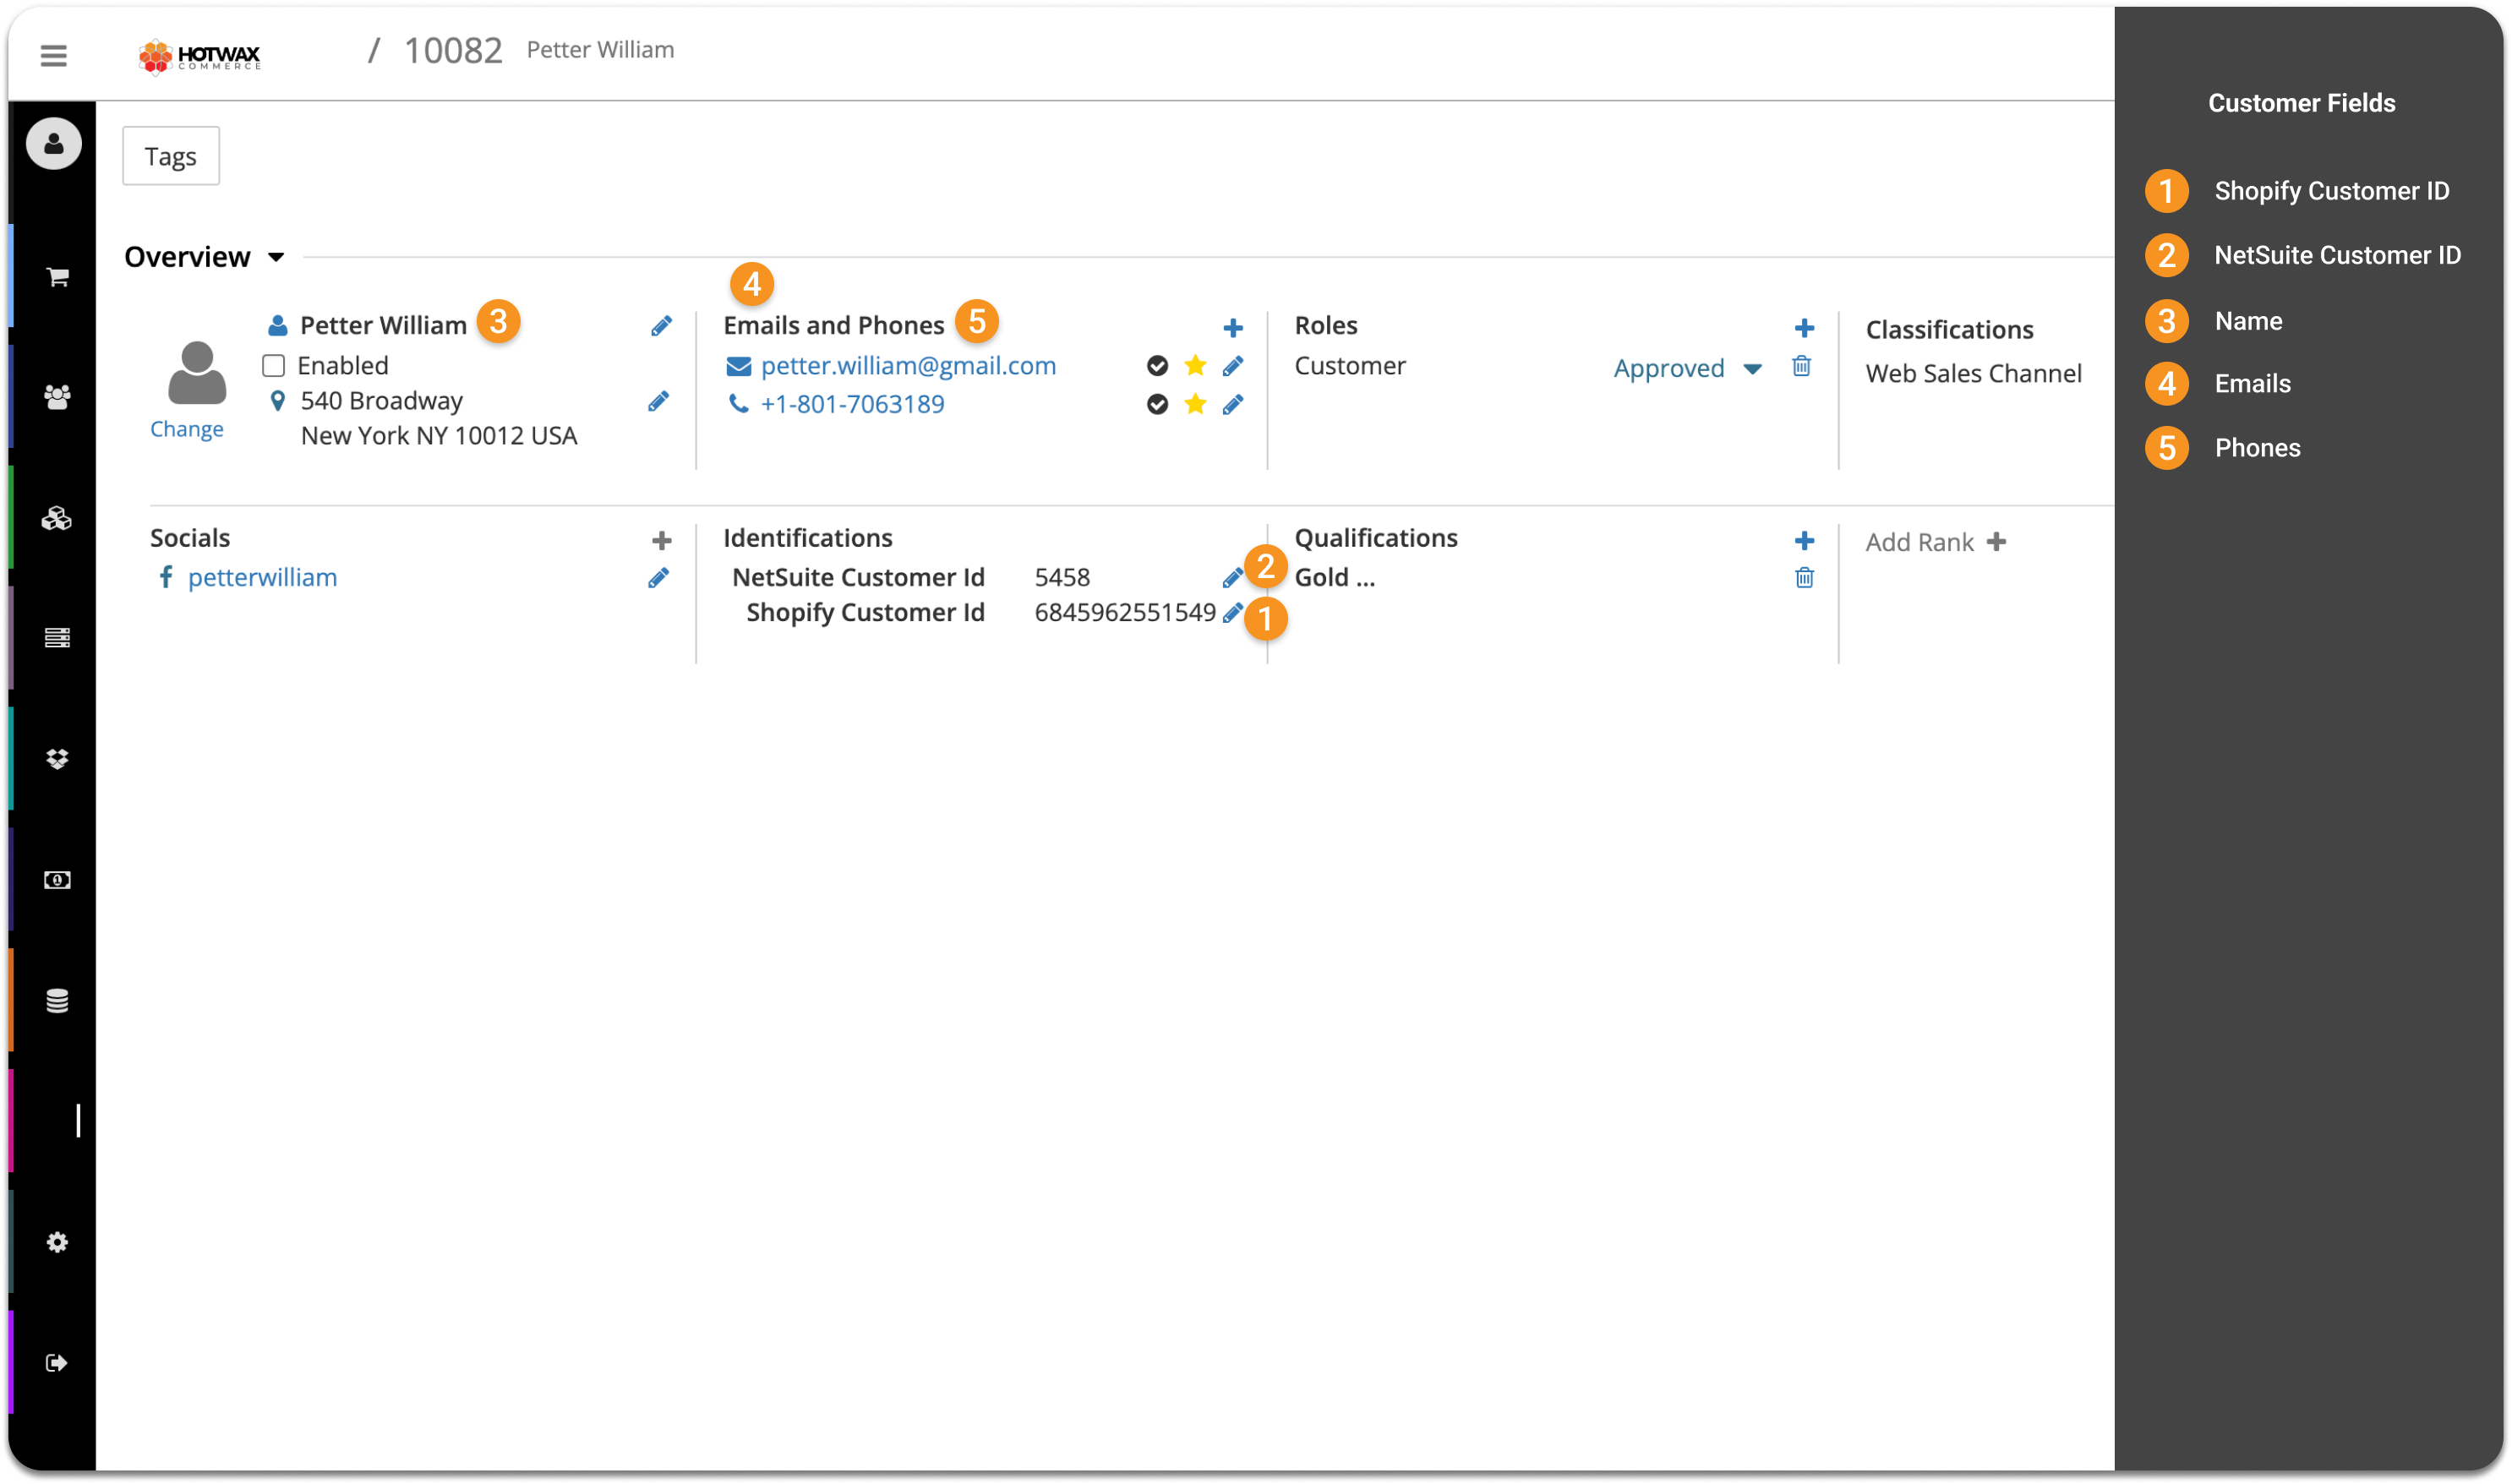 HOTWAX
COMMERCE
/ 10082 Petter William
Tags
Overview
Petter William 3
Enabled
540 Broadway
New York NY 10012 USA
Change
4
Emails and Phones 5
petter.william@gmail.com
+1-801-7063189
Roles
Customer
Approved
Classifications
Web Sales Channel
Socials
petterwilliam
Identifications
NetSuite Customer Id 5458 2
Shopify Customer Id 6845962551549 1
Qualifications
Gold ...
Add Rank
Customer Fields
1 Shopify Customer ID
2 NetSuite Customer ID
3 Name
4 Emails
5 Phones